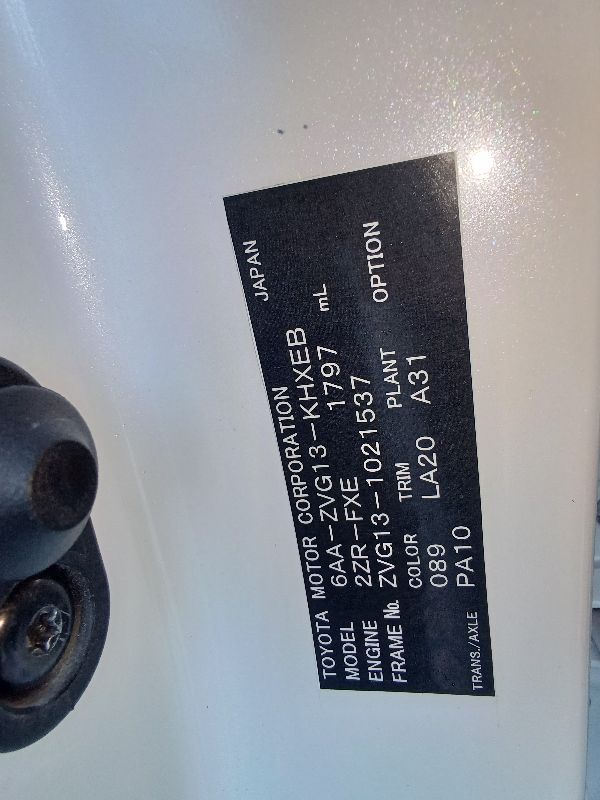 TOYOTA MOTOR CORPORATION JAPAN
MODEL 6AA-ZVG13-KHXEB
ENGINE 2ZR-FXE 1797 mL
FRAME No. ZVG13-1021537
COLOR TRIM PLANT OPTION
089 LA20 A31
TRANS./AXLE PA10